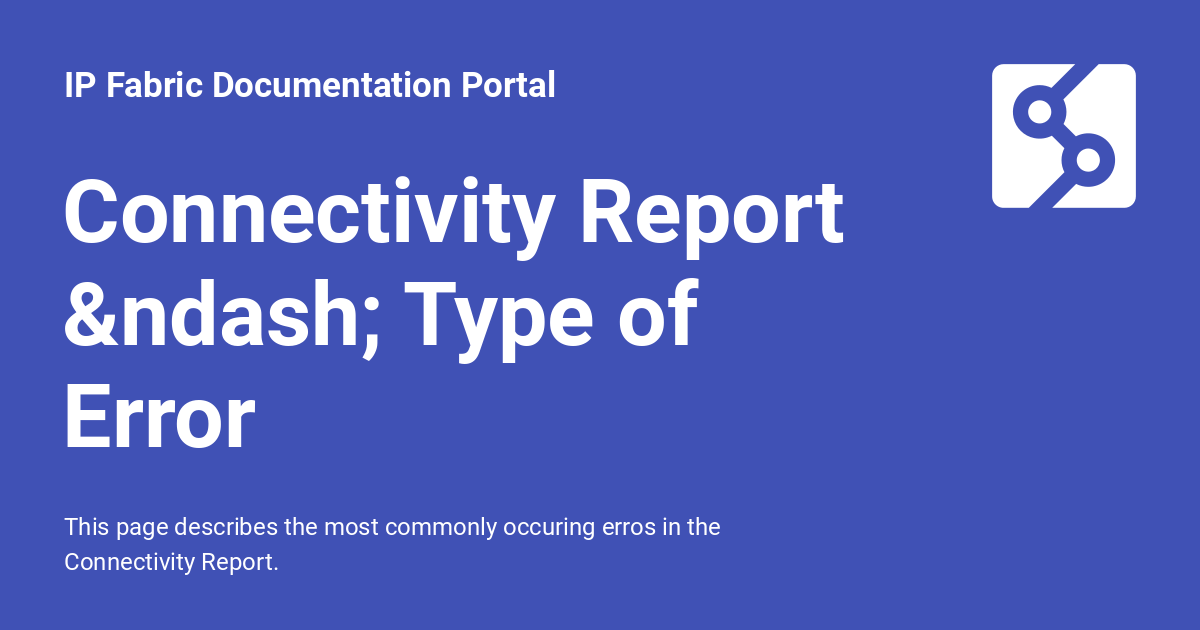 IP Fabric Documentation Portal
Connectivity Report
&ndash; Type of
Error
This page describes the most commonly occuring erros in the
Connectivity Report.